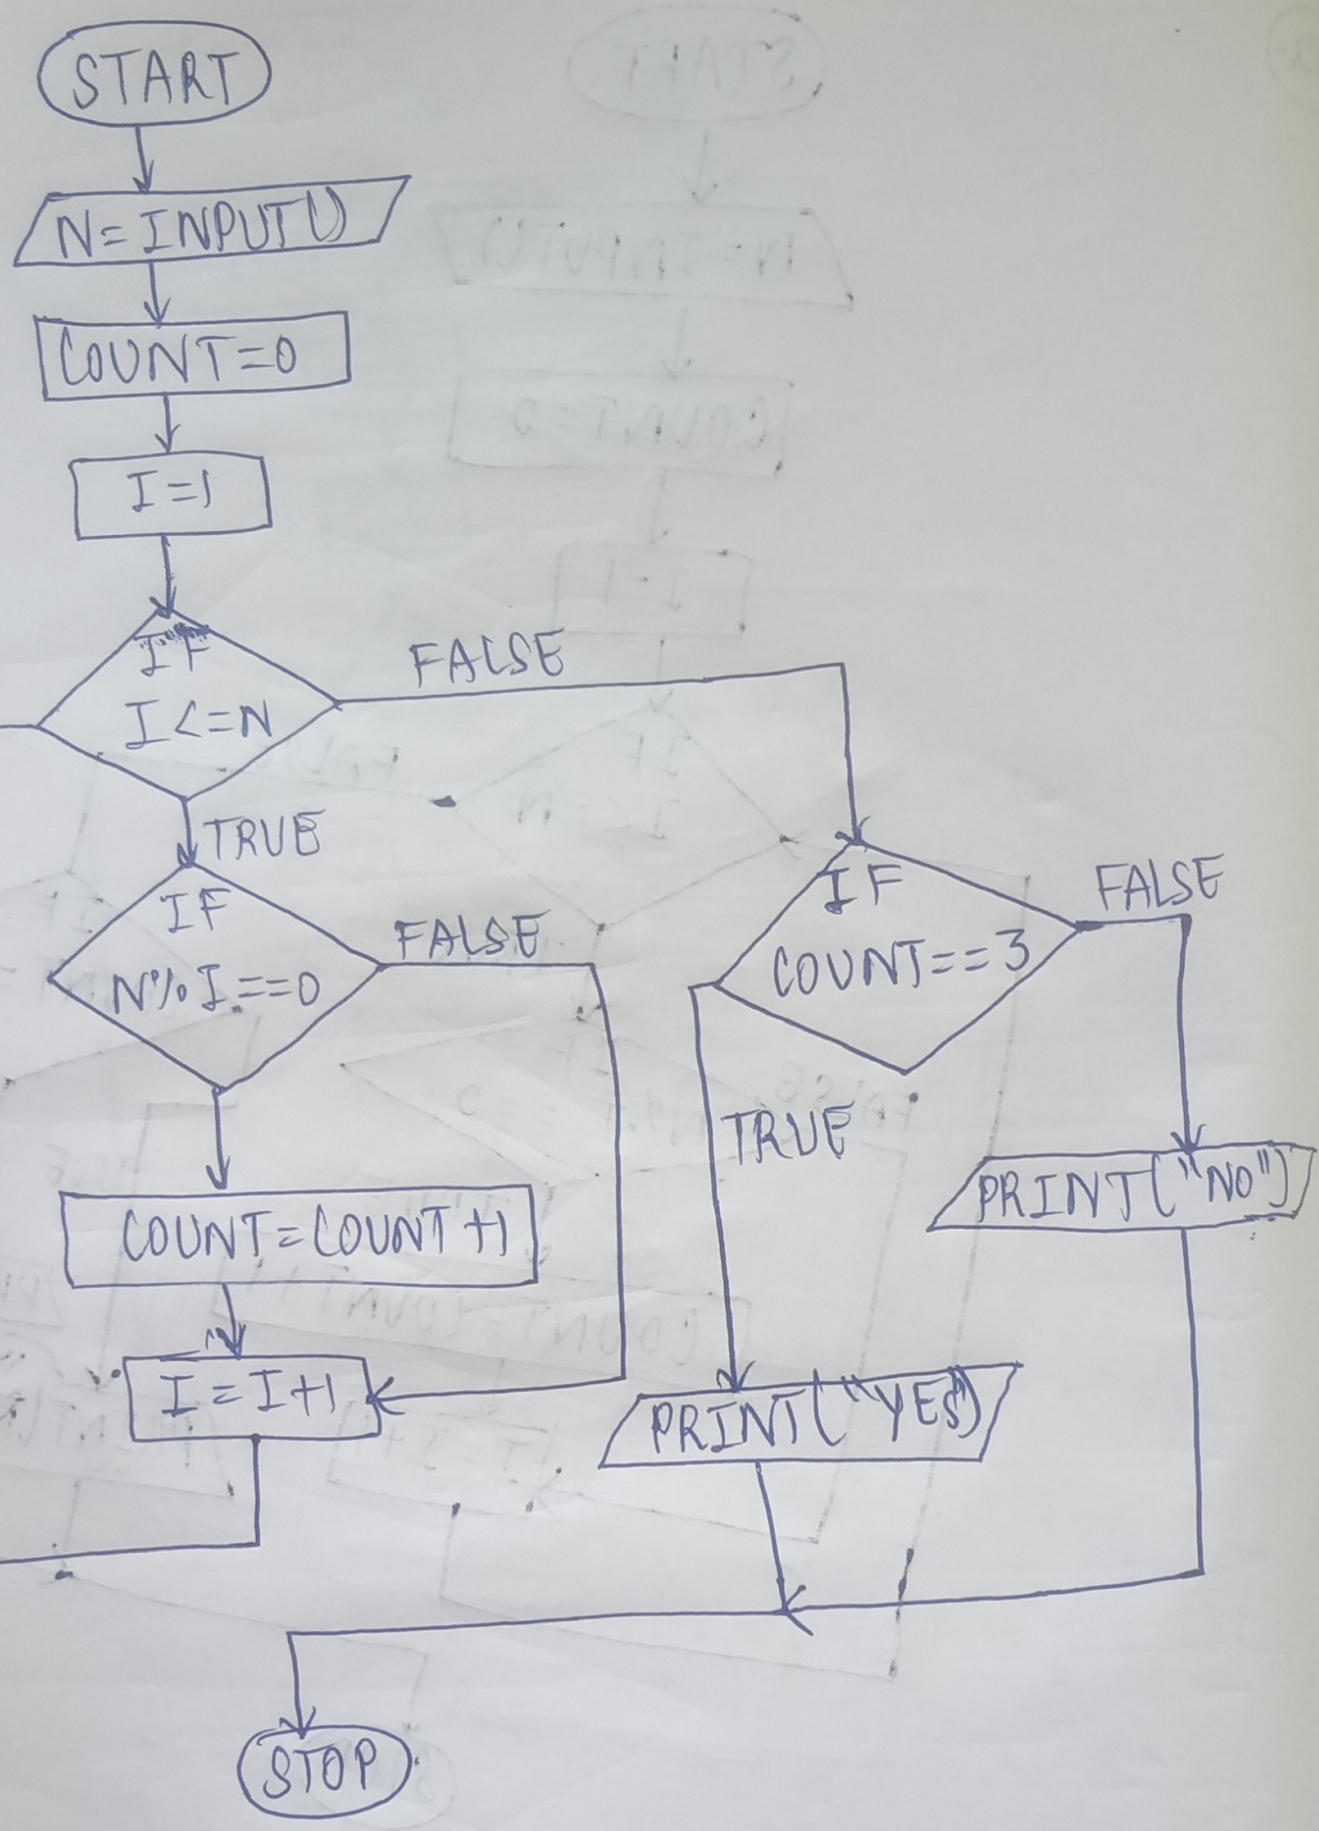 START
N=INPUT()
COUNT=0
I=1
IF
I<=N
FALSE
TRUE
IF
N%I==0
FALSE
COUNT=COUNT+1
I=I+1
IF
COUNT==3
FALSE
TRUE
PRINT("NO")
PRINT("YES")
STOP